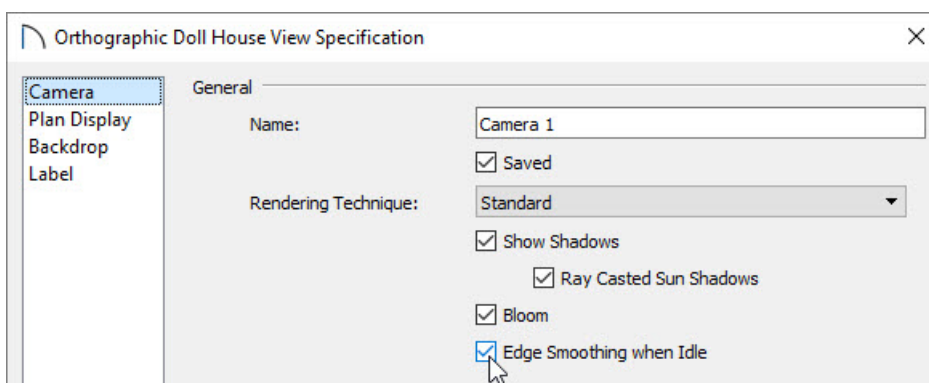 Orthographic Doll House View Specification
Camera
Plan Display
Backdrop
Label
General
Name: Camera 1
Saved
Rendering Technique: Standard
Show Shadows
Ray Casted Sun Shadows
Bloom
Edge Smoothing when Idle